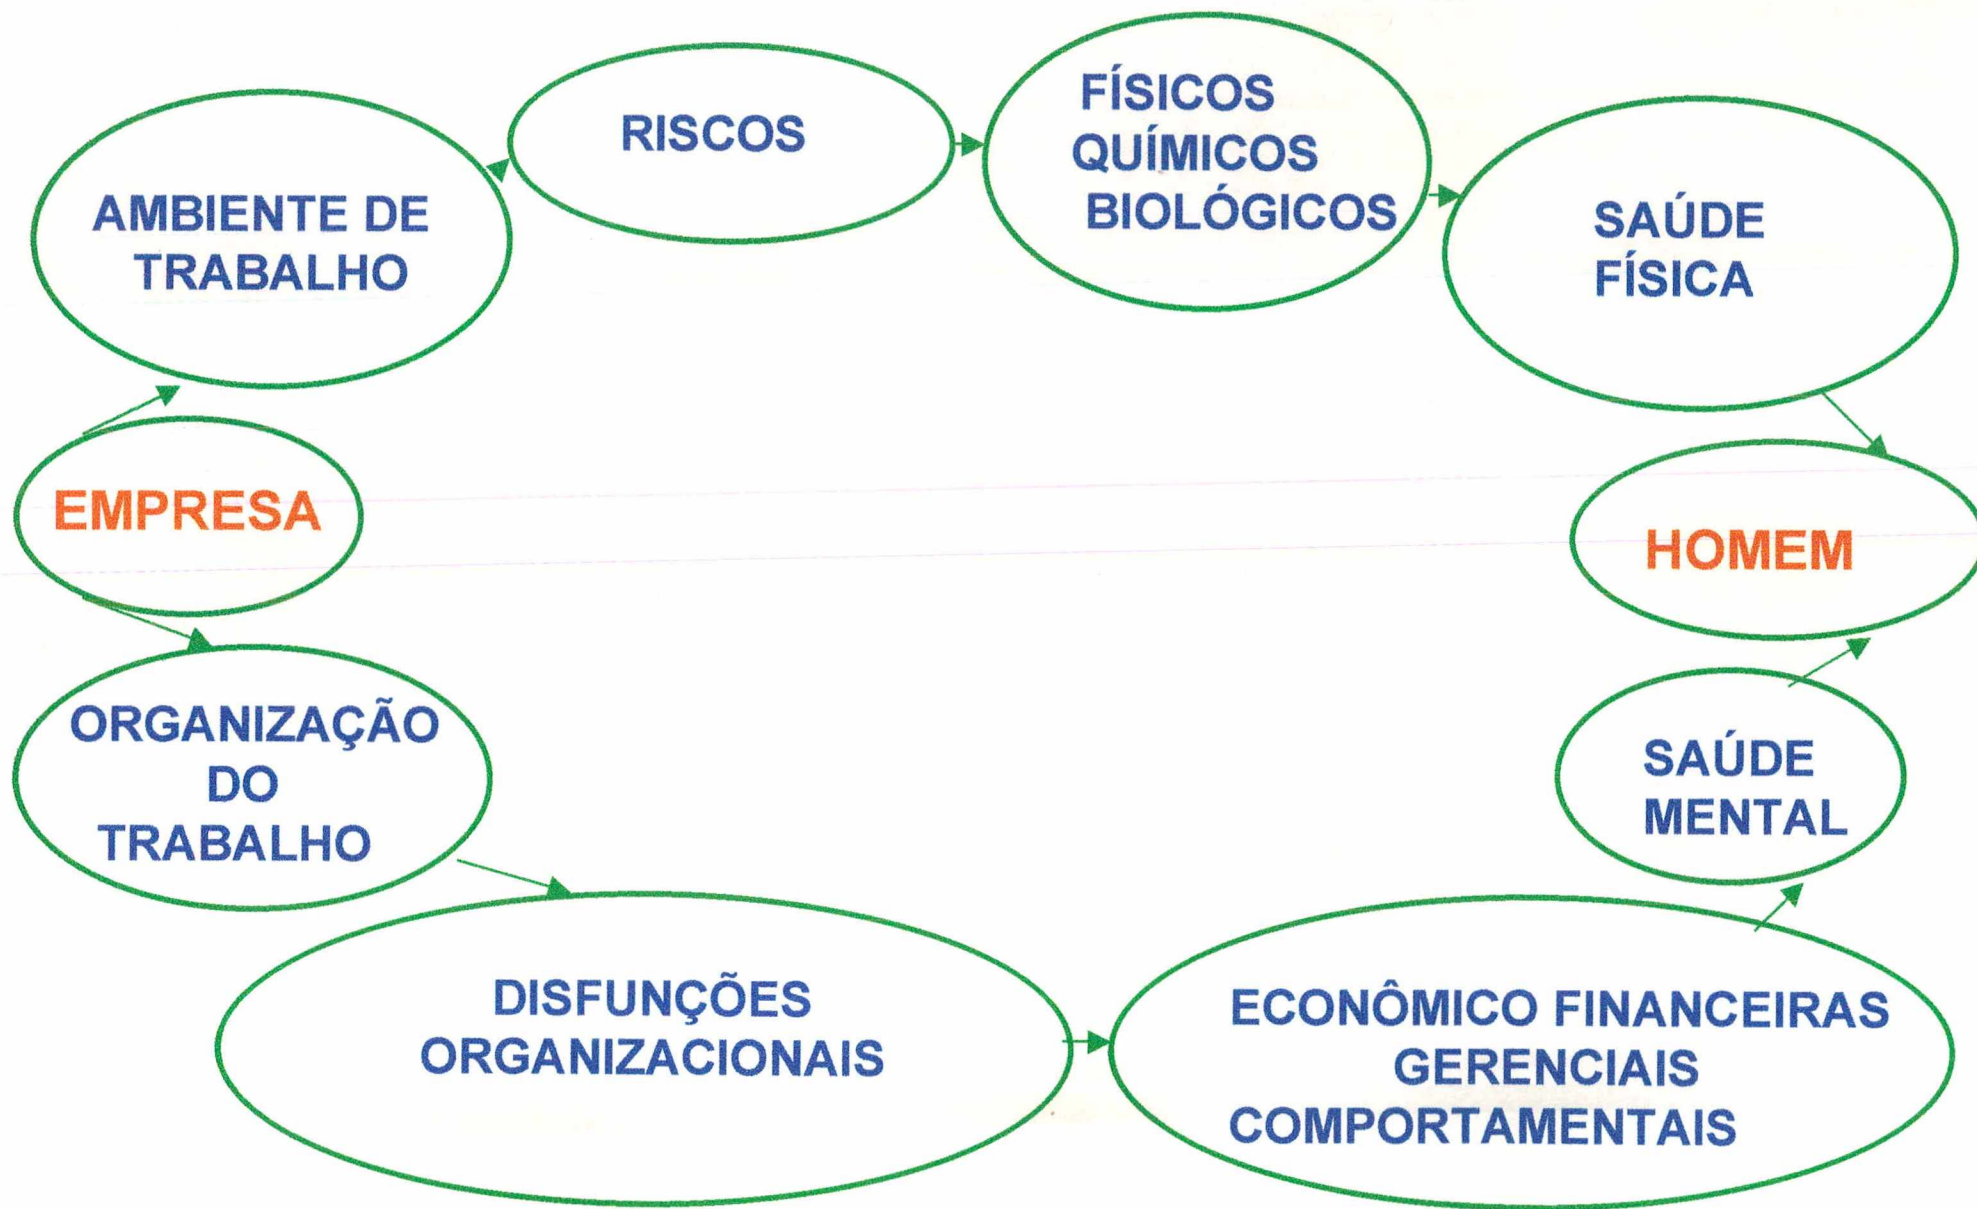 AMBIENTE DE
TRABALHO
RISCOS
FÍSICOS
QUÍMICOS
BIOLÓGICOS
SAÚDE
FÍSICA
EMPRESA
HOMEM
ORGANIZAÇÃO
DO
TRABALHO
SAÚDE
MENTAL
DISFUNÇÕES
ORGANIZACIONAIS
ECONÔMICO FINANCEIRAS
GERENCIAIS
COMPORTAMENTAIS